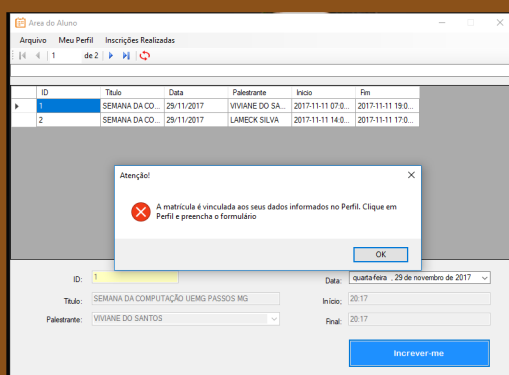 Area do Aluno
Arquivo Meu Perfil Inscrições Realizadas
1 de 2
ID Titulo Data Palestrante Inicio Fim
1 SEMANA DA CO... 29/11/2017 VIVIANE DO SA... 2017-11-11 07:0... 2017-11-11 19:0...
2 SEMANA DA CO... 29/11/2017 LAMECK SILVA 2017-11-11 14:0... 2017-11-11 17:0...
Atenção!
A matrícula é vinculada aos seus dados informados no Perfil. Clique em
Perfil e preencha o formulário
OK
ID: 1 Data: quarta-feira , 29 de novembro de 2017
Titulo: SEMANA DA COMPUTAÇÃO UEMG PASSOS MG Início: 20:17
Palestrante: VIVIANE DO SANTOS Final: 20:17
Increver-me